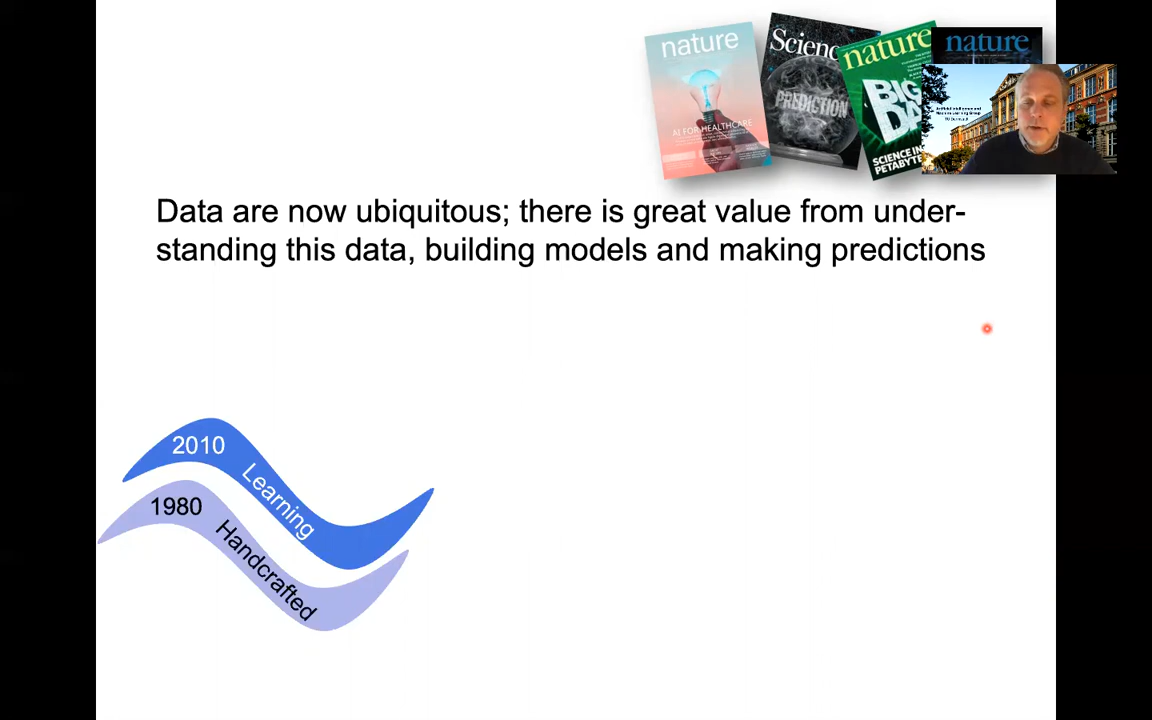 nature
AI FOR HEALTHCARE
Scienc
PREDICTION
nature
BIG
DA
SCIENCE IN
PETABYTE
nature
Data are now ubiquitous; there is great value from under-
standing this data, building models and making predictions
2010
Learning
1980
Handcrafted